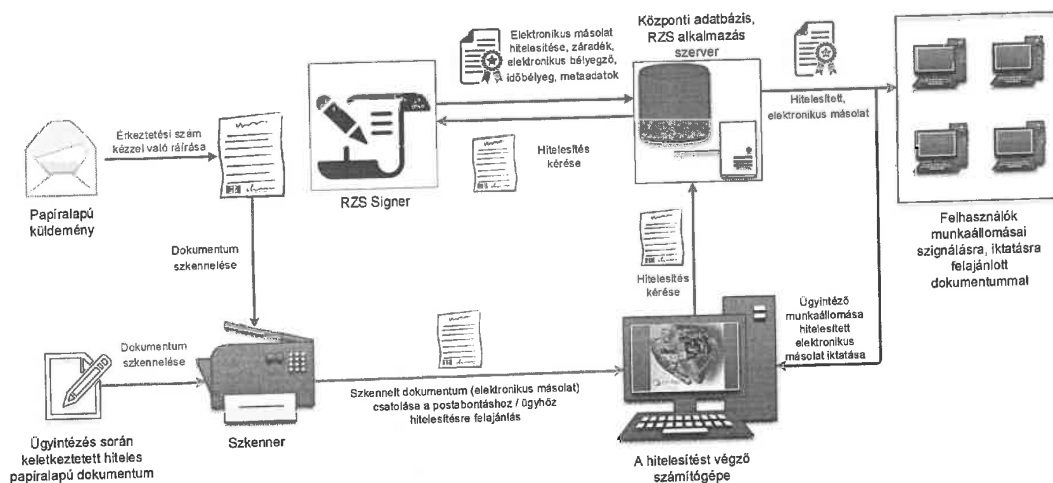 Elektronikus másolat
hitelesítése, záradék,
elektronikus bélyegző,
időbélyeg, metaadatok
Központi adatbázis,
RZS alkalmazás
szerver
Hitelesített,
elektronikus másolat
Érkeztetési szám
kézzel való ráírása
Papíralapú
küldemény
RZS Signer
Hitelesítés
kérése
Felhasználók
munkaállomásai
szignálásra, iktatásra
felajánlott
dokumentummal
Dokumentum
szkennelése
Hitelesítés
kérése
Ügyintéző
munkaállomása
hitelesített
elektronikus
másolat iktatása
Dokumentum
szkennelése
Szkennelt dokumentum (elektronikus másolat)
csatolása a postabontáshoz / ügyhöz
hitelesítésre felajánlás
Szkenner
Ügyintézés során
keletkeztetett hiteles
papíralapú dokumentum
A hitelesítést végző
számítógépe